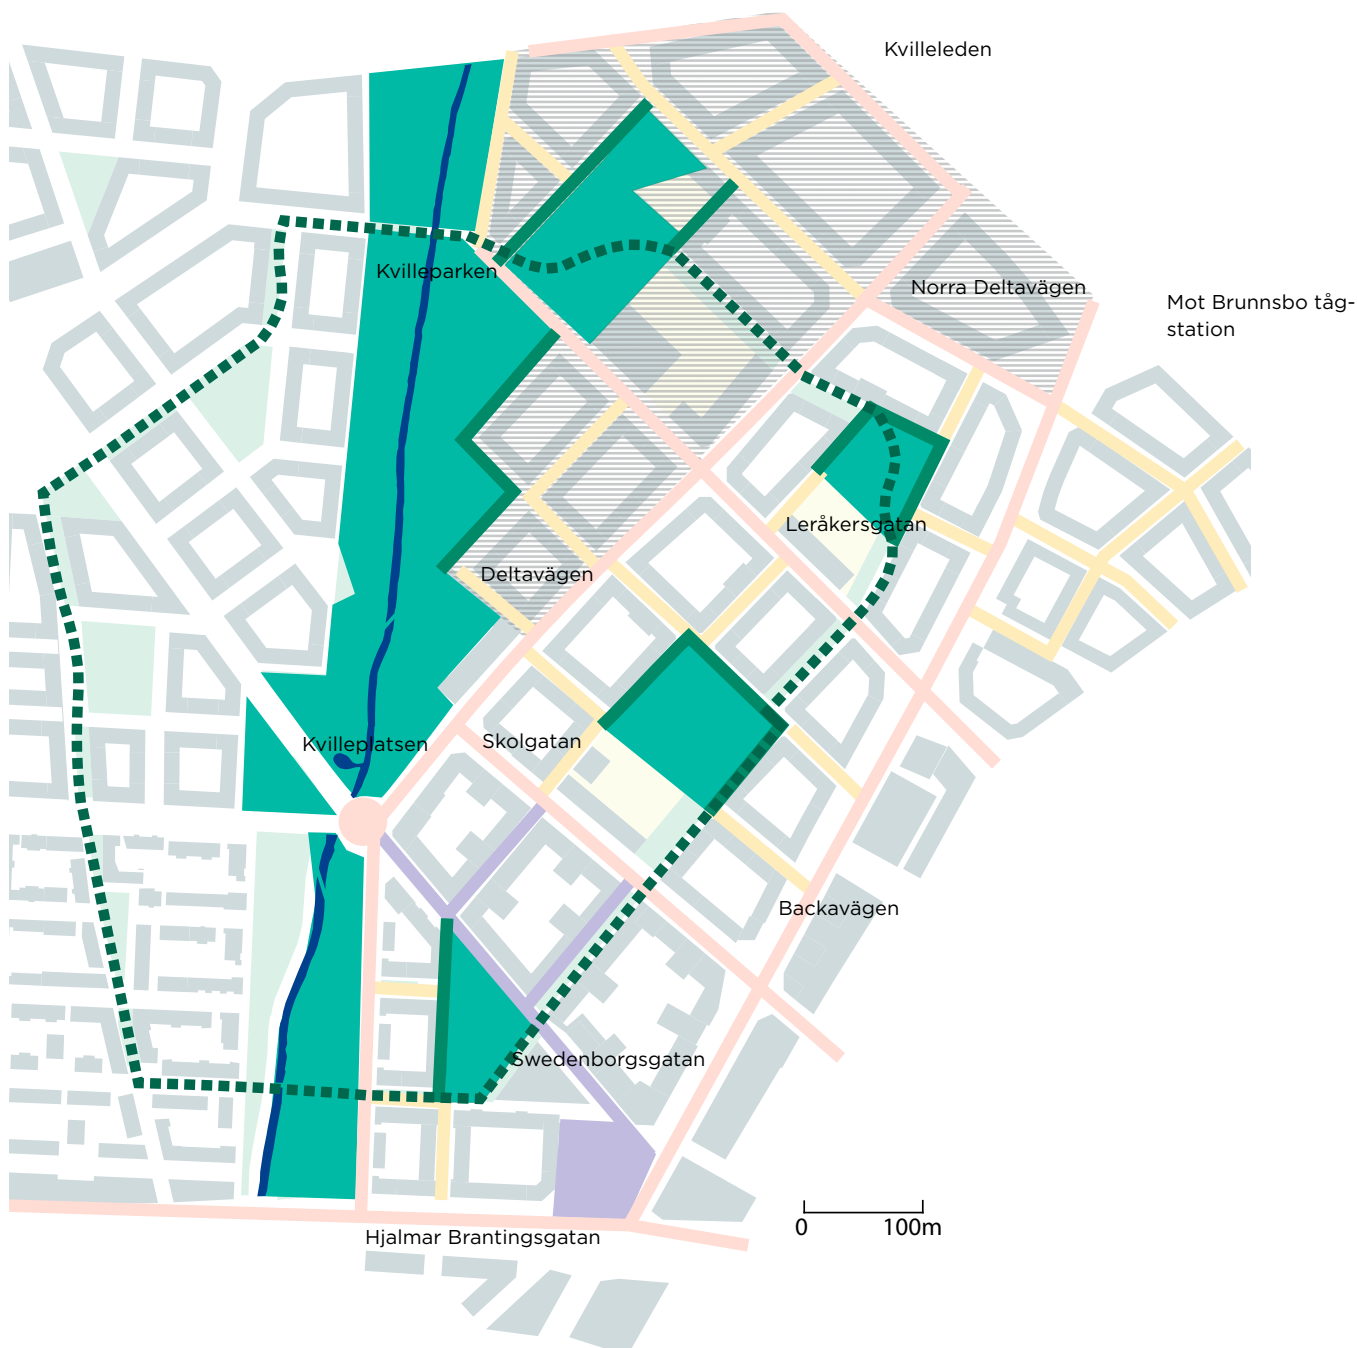 Kvilleleden
Kvilleparken
Norra Deltavägen
Mot Brunnsbo tåg-
station
Leråkersgatan
Deltavägen
Kvilleplatsen
Skolgatan
Backavägen
Swedenborgsgatan
0
100m
Hjalmar Brantingsgatan